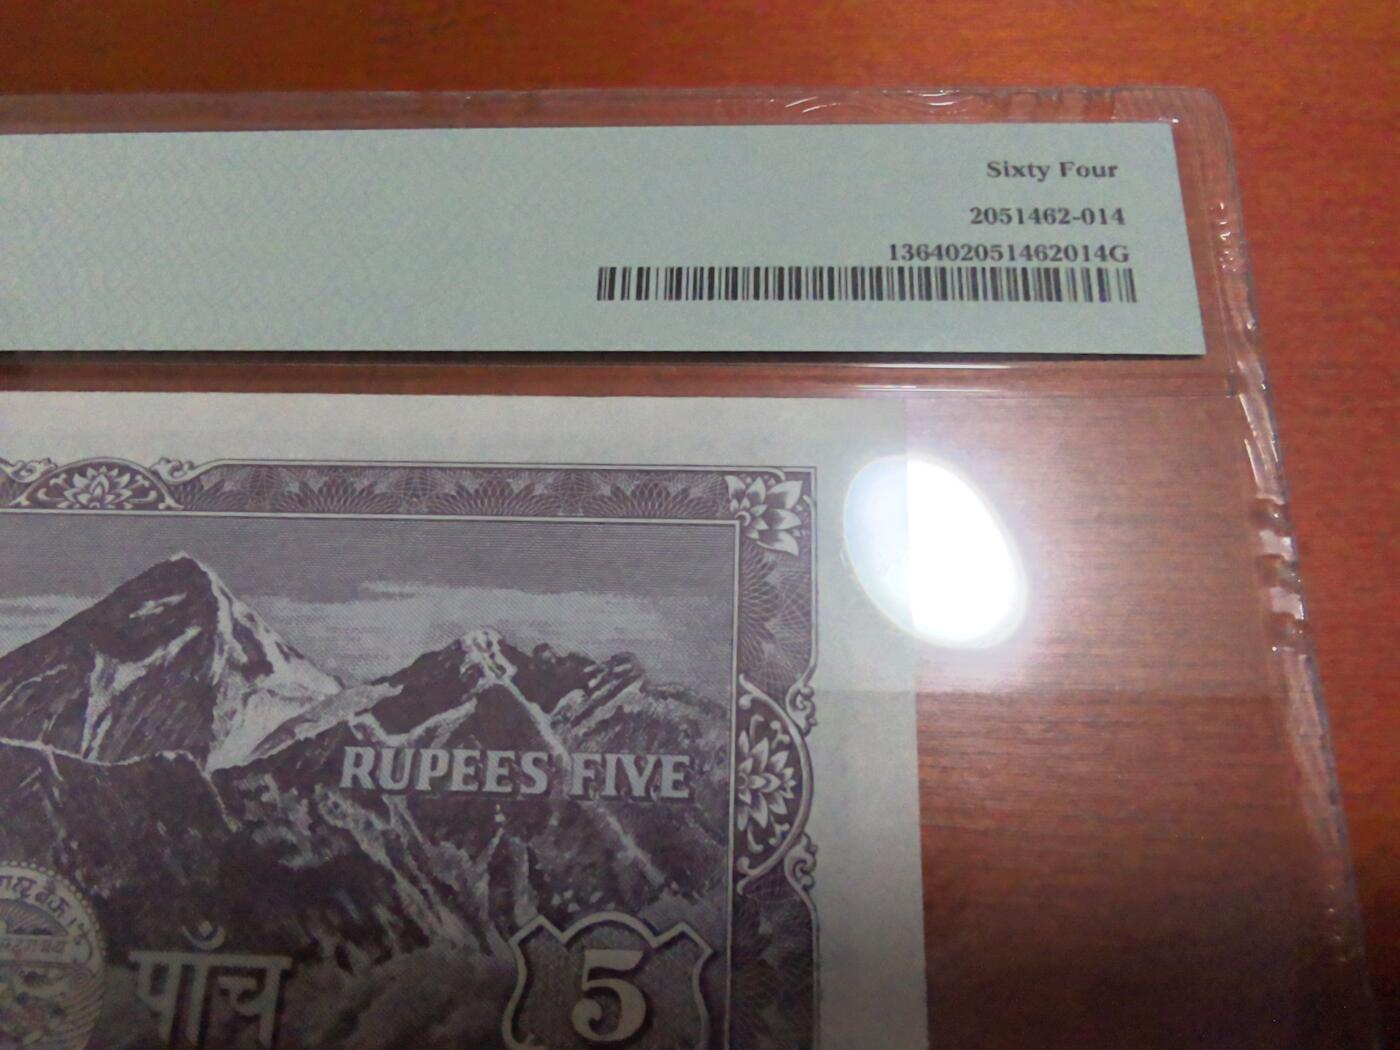 Sixty Four
2051462-014
136402051462014G
RUPEES FIVE
पाँच
5